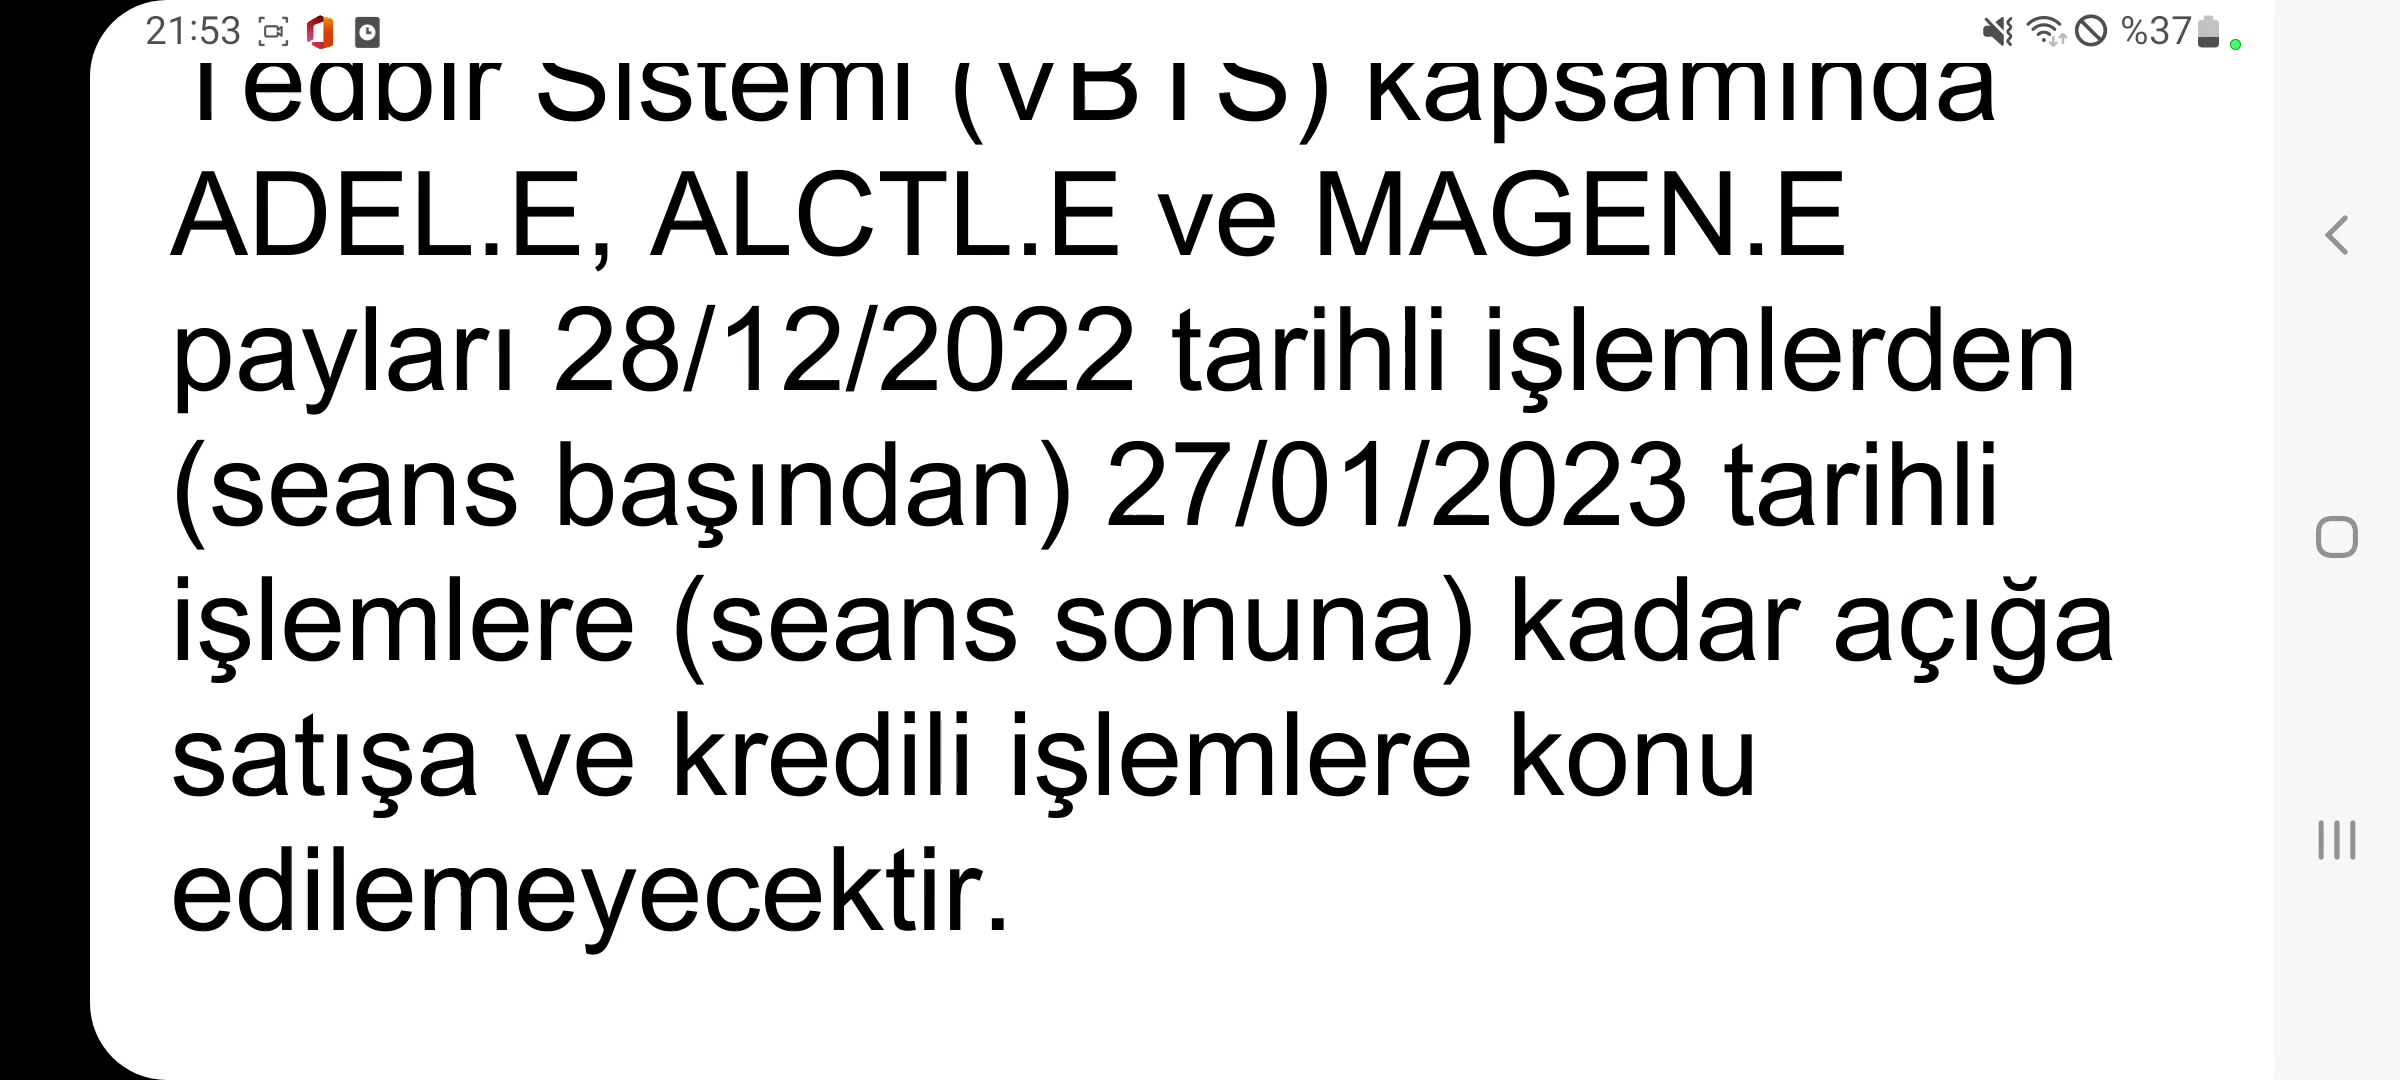 21:53 %37
Tedbir Sistemi (VBTS) kapsamında
ADEL.E, ALCTL.E ve MAGEN.E
payları 28/12/2022 tarihli işlemlerden
(seans başından) 27/01/2023 tarihli
işlemlere (seans sonuna) kadar açığa
satışa ve kredili işlemlere konu
edilemeyecektir.